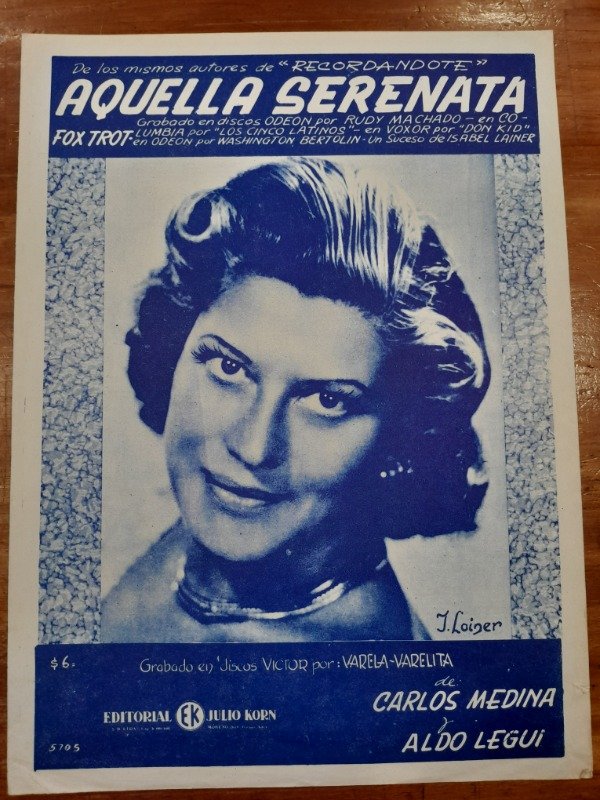 De los mismos autores de "RECORDANDOTE"
AQUELLA SERENATA
Grabado en discos ODEON por RUDY MACHADO - en CO-
FOX TROT - LUMBIA por "LOS CINCO LATINOS" - en VOXOR por "DON KID"
en ODEON por WASHINGTON BERTOLIN - Un Suceso de ISABEL LAINER
I. Lainer
$6.
Grabado en Discos VICTOR por: VARELA-VARELITA
de
CARLOS MEDINA
y
ALDO LEGUI
EDITORIAL EK JULIO KORN
5705